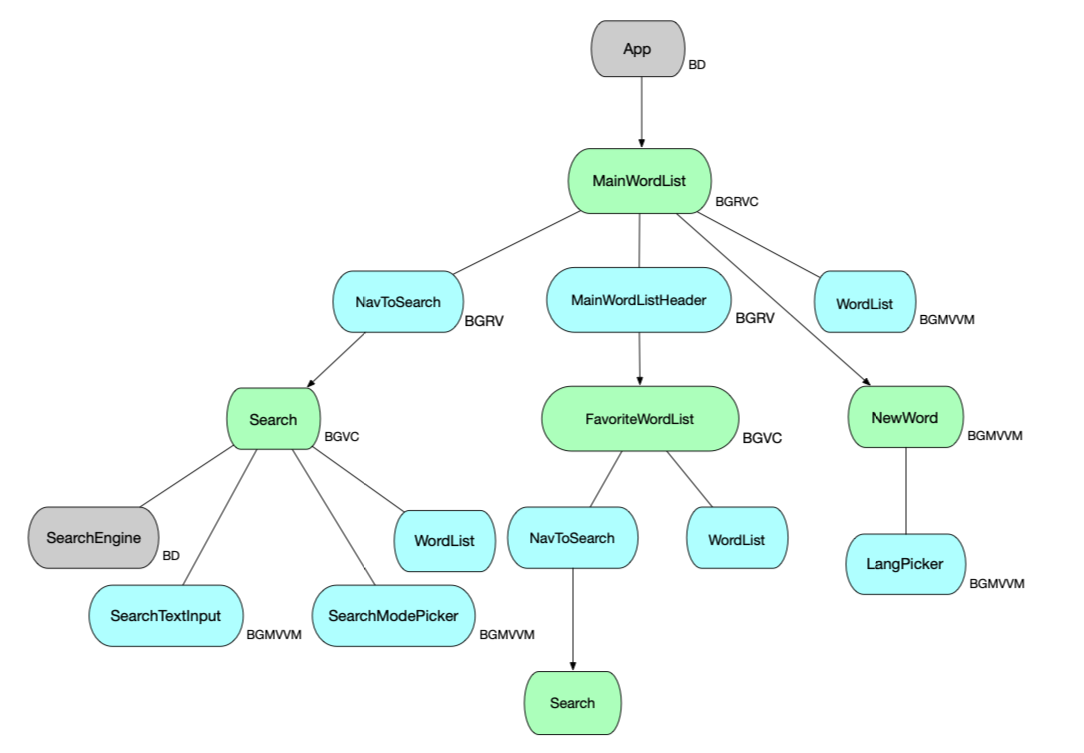 App
BD
MainWordList
BGRVC
NavToSearch
BGRV
MainWordListHeader
BGRV
WordList
BGMVVM
Search
BGVC
FavoriteWordList
BGVC
NewWord
BGMVVM
SearchEngine
BD
WordList
NavToSearch
WordList
LangPicker
BGMVVM
SearchTextInput
BGMVVM
SearchModePicker
BGMVVM
Search